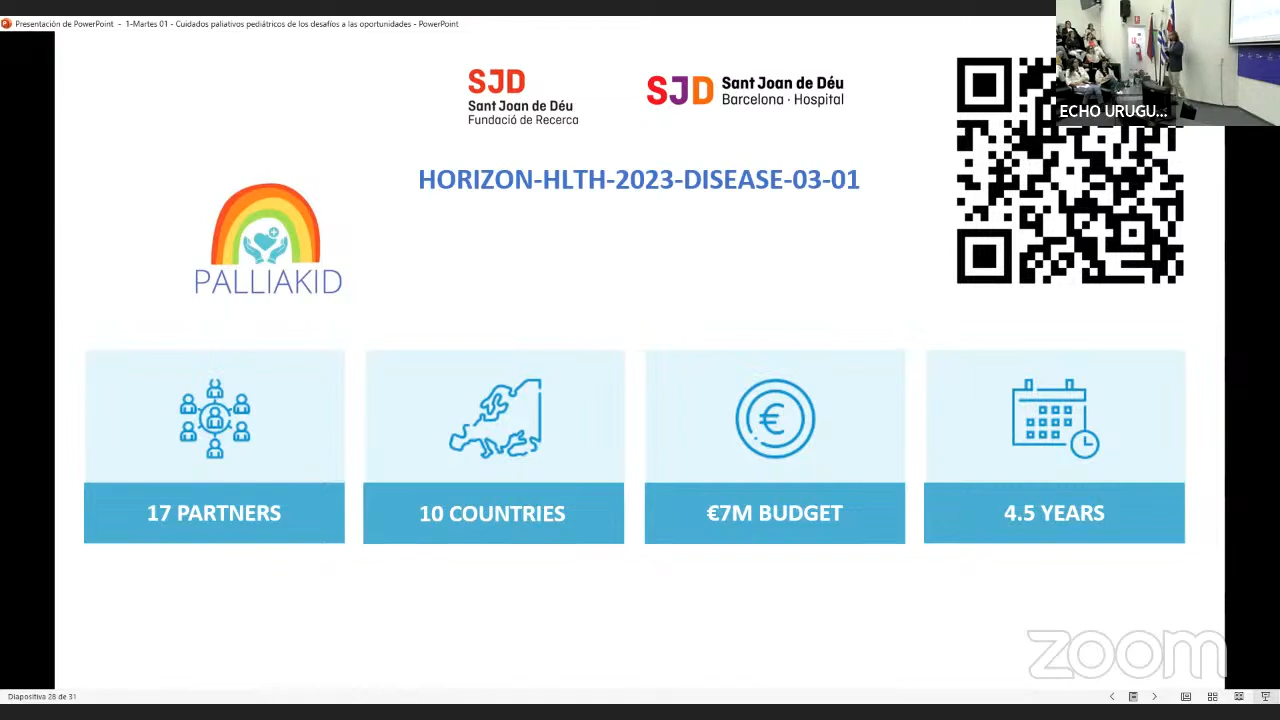 Presentación de PowerPoint - 1-Martes 01 - Cuidados paliativos pediátricos de los desafíos a las oportunidades - PowerPoint
SJD
Sant Joan de Déu
Fundació de Recerca
SJD Sant Joan de Déu
Barcelona · Hospital
ECHO URUGU...
HORIZON-HLTH-2023-DISEASE-03-01
PALLIAKID
17 PARTNERS
10 COUNTRIES
€7M BUDGET
4.5 YEARS
zoom
Diapositiva 28 de 31